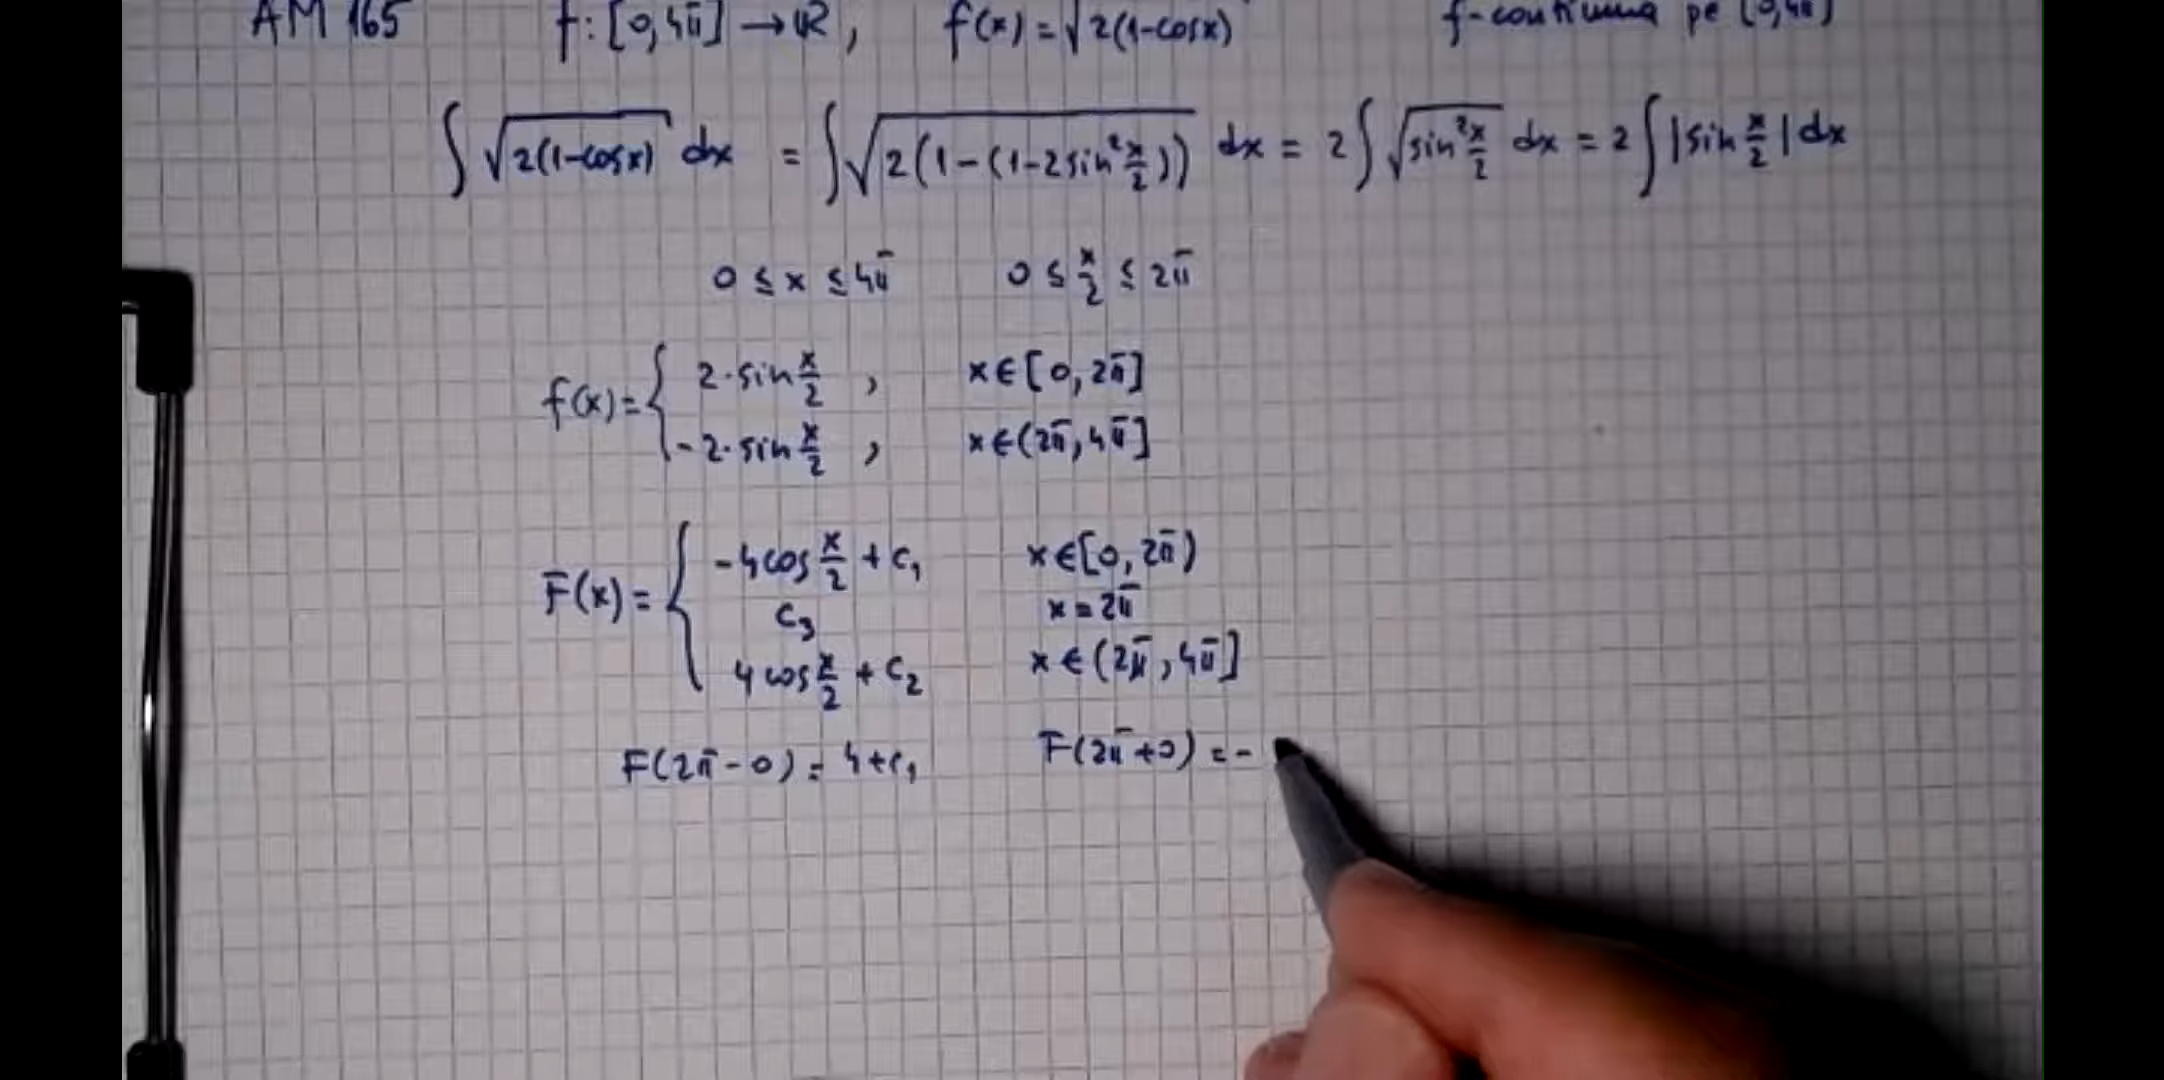 AM 165 f:[0,4π]→ℝ, f(x)=√2(1-cosx) f-continuă pe [0,4π]
∫√2(1-cosx) dx = ∫√2(1-(1-2sin²x/2)) dx = 2∫√sin²x/2 dx = 2∫|sin x/2|dx
0 ≤ x ≤ 4π 0 ≤ x/2 ≤ 2π
f(x)={ 2·sin x/2 , x∈[0,2π]
-2·sin x/2 , x∈(2π,4π]
F(x)={ -4cos x/2 + c₁ x∈[0,2π)
c₃ x=2π
4cos x/2 + c₂ x∈(2π,4π]
F(2π-0)=4+c₁ F(2π+0)=-